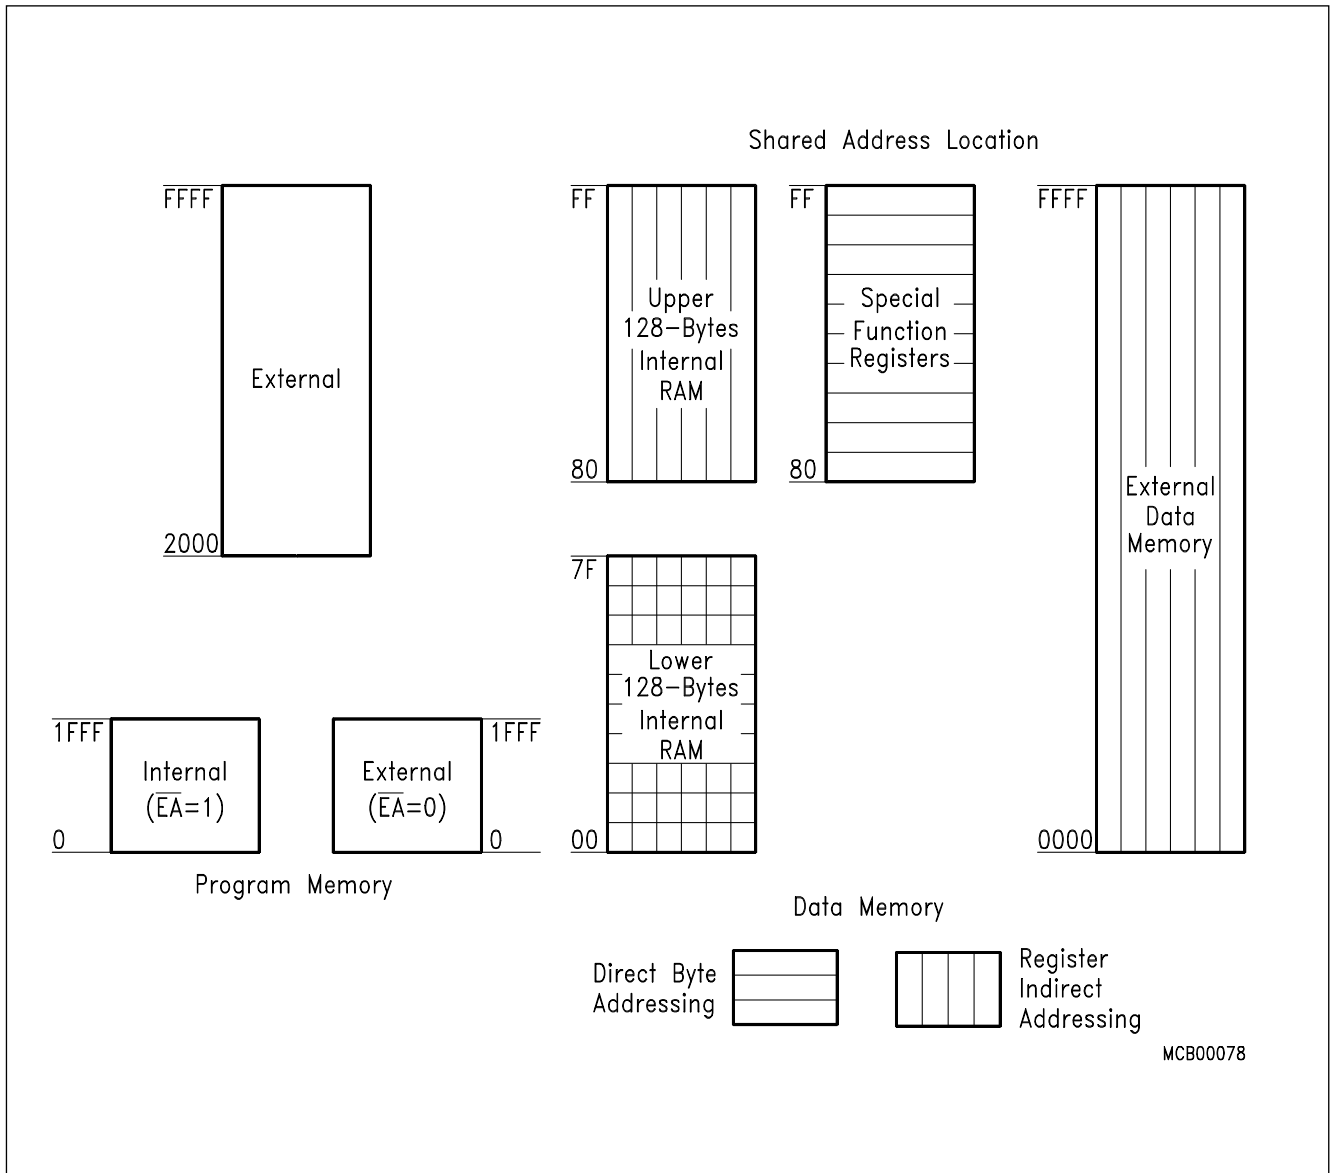 Shared Address Location
FFFF
External
2000
1FFF
Internal
(EA=1)
0
External
(EA=0)
1FFF
0
Program Memory
FF
Upper
128-Bytes
Internal
RAM
80
FF
Special
Function
Registers
80
7F
Lower
128-Bytes
Internal
RAM
00
FFFF
External
Data
Memory
0000
Data Memory
Direct Byte
Addressing
Register
Indirect
Addressing
MCB00078